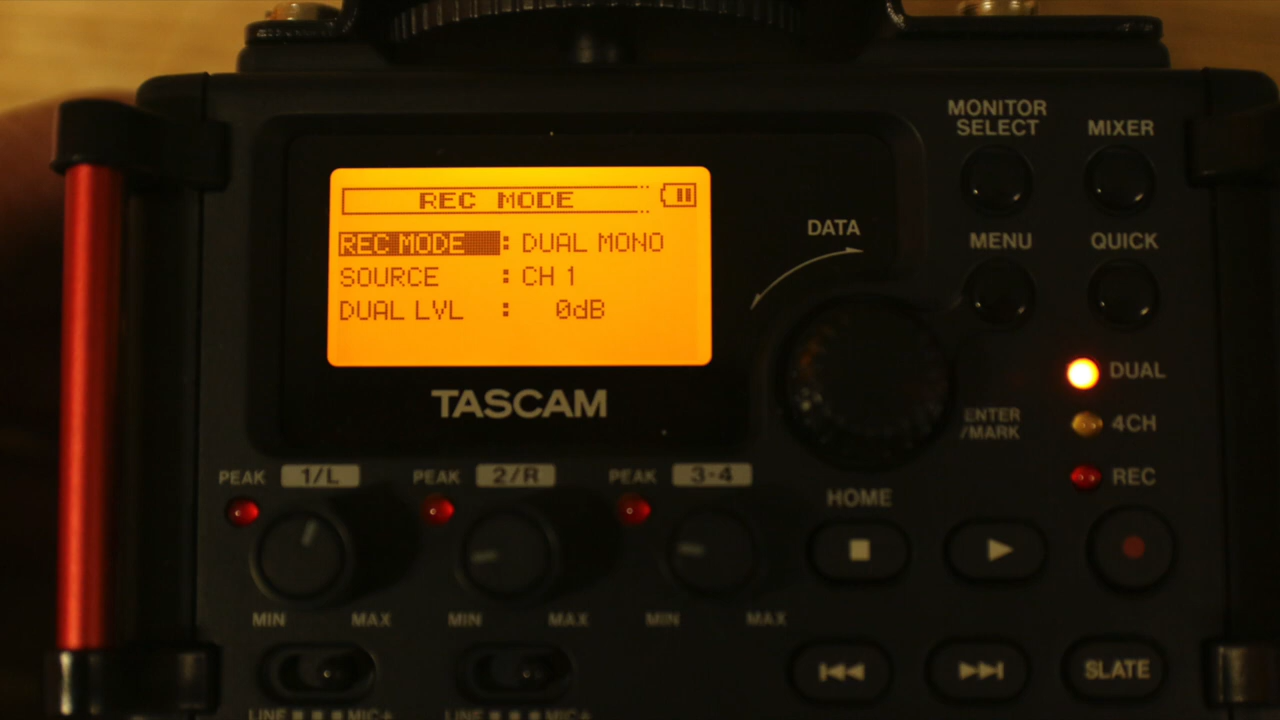 MONITOR
SELECT
MIXER
REC MODE
DATA
MENU
QUICK
REC MODE : DUAL MONO
SOURCE : CH 1
DUAL LVL : 0dB
DUAL
TASCAM
ENTER
/MARK
4CH
PEAK 1/L
PEAK 2/R
PEAK 3-4
REC
HOME
MIN MAX
MIN MAX
MIN MAX
SLATE
LINE MIC+
LINE MIC+